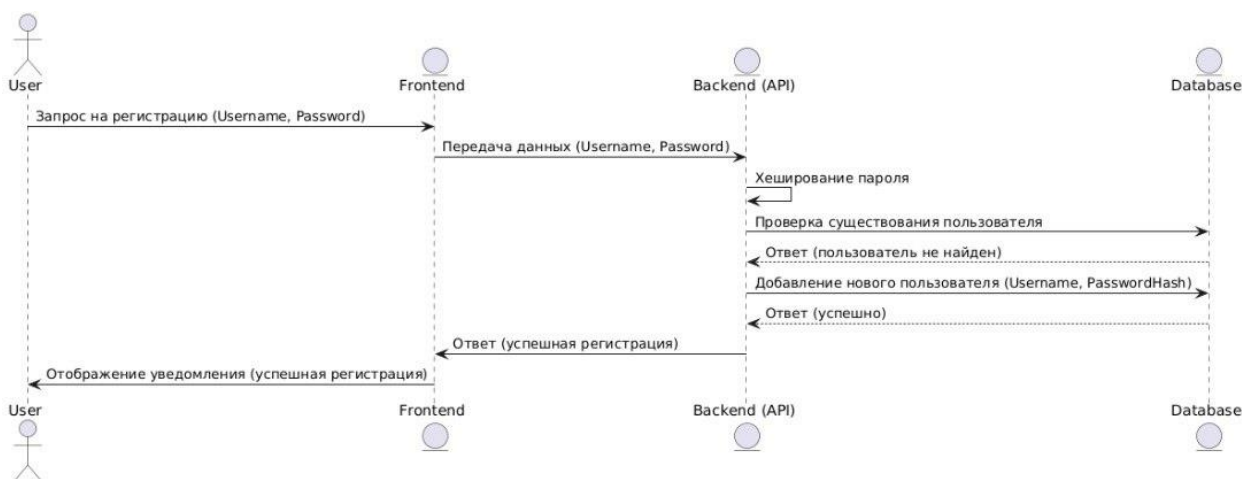 User
Frontend
Backend (API)
Database
Запрос на регистрацию (Username, Password)
Передача данных (Username, Password)
Хеширование пароля
Проверка существования пользователя
Ответ (пользователь не найден)
Добавление нового пользователя (Username, PasswordHash)
Ответ (успешно)
Ответ (успешная регистрация)
Отображение уведомления (успешная регистрация)
User
Frontend
Backend (API)
Database